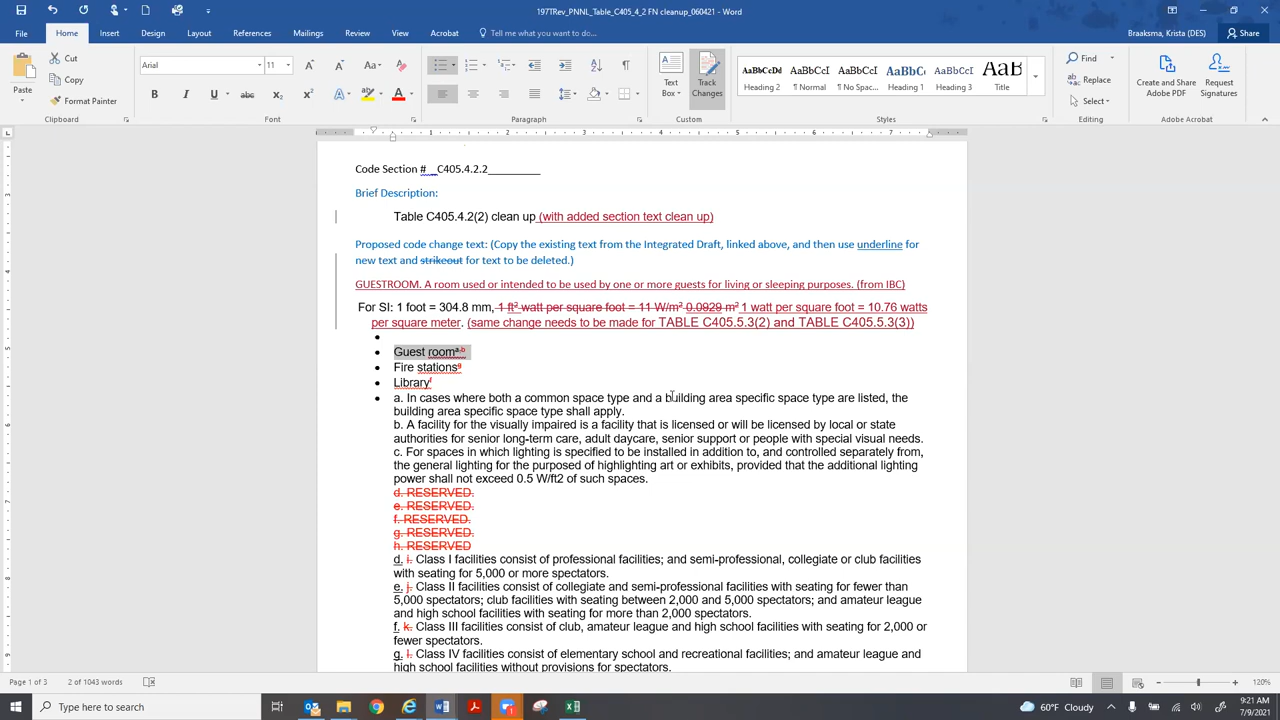 197Rev_PNNL_Table_C405_4_2 FN cleanup_060421 - Word
Braaksma, Krista (DES)
Share
File Home Insert Design Layout References Mailings Review View Acrobat Tell me what you want to do...
Paste
Cut
Copy
Format Painter
Clipboard
Arial 11
B I U abc x₂ x² A
Font
Paragraph
Text Box
Track Changes
Custom
AaBbCcDd AaBbCcI AaBbCcI AaBbC AaBbCcI AaB
Heading 2 ¶ Normal ¶ No Spac... Heading 1 Heading 3 Title
Styles
Find
Replace
Select
Editing
Create and Share Adobe PDF
Request Signatures
Adobe Acrobat
1 2 3 4 5 6 7
Code Section # _C405.4.2.2_________
Brief Description:
Table C405.4.2(2) clean up (with added section text clean up)
Proposed code change text: (Copy the existing text from the Integrated Draft, linked above, and then use underline for
new text and strikeout for text to be deleted.)
GUESTROOM. A room used or intended to be used by one or more guests for living or sleeping purposes. (from IBC)
For SI: 1 foot = 304.8 mm, 1 ft² watt per square foot = 11 W/m² 0.0929 m² 1 watt per square foot = 10.76 watts
per square meter. (same change needs to be made for TABLE C405.5.3(2) and TABLE C405.5.3(3))
•
• Guest roomᵃ,ᵇ
• Fire stationsᵍ
• Libraryᶠ
• a. In cases where both a common space type and a building area specific space type are listed, the
building area specific space type shall apply.
b. A facility for the visually impaired is a facility that is licensed or will be licensed by local or state
authorities for senior long-term care, adult daycare, senior support or people with special visual needs.
c. For spaces in which lighting is specified to be installed in addition to, and controlled separately from,
the general lighting for the purposed of highlighting art or exhibits, provided that the additional lighting
power shall not exceed 0.5 W/ft2 of such spaces.
d. RESERVED.
e. RESERVED.
f. RESERVED.
g. RESERVED.
h. RESERVED
d. i. Class I facilities consist of professional facilities; and semi-professional, collegiate or club facilities
with seating for 5,000 or more spectators.
e. j. Class II facilities consist of collegiate and semi-professional facilities with seating for fewer than
5,000 spectators; club facilities with seating between 2,000 and 5,000 spectators; and amateur league
and high school facilities with seating for more than 2,000 spectators.
f. k. Class III facilities consist of club, amateur league and high school facilities with seating for 2,000 or
fewer spectators.
g. l. Class IV facilities consist of elementary school and recreational facilities; and amateur league and
high school facilities without provisions for spectators.
Page 1 of 3 2 of 1043 words
120%
Type here to search
60°F Cloudy
9:21 AM
7/9/2021